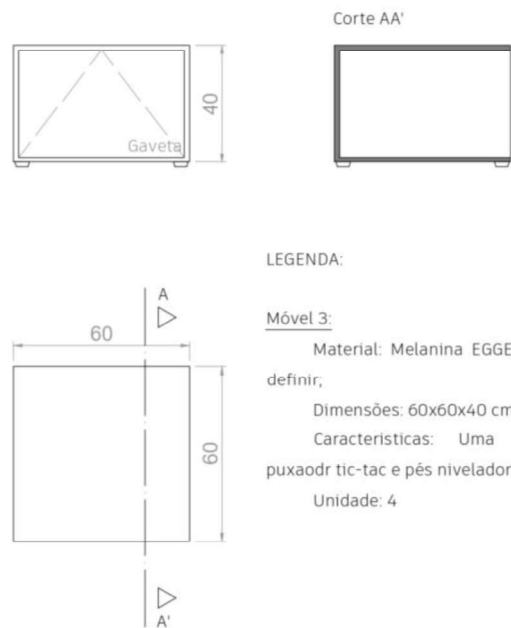 Corte AA'
40
Gaveta
LEGENDA:
A
Móvel 3:
60
Material: Melanina EGGE
definir;
60
Dimensões: 60x60x40 cm
Caracteristicas: Uma
puxaodr tic-tac e pés nivelador
Unidade: 4
A'